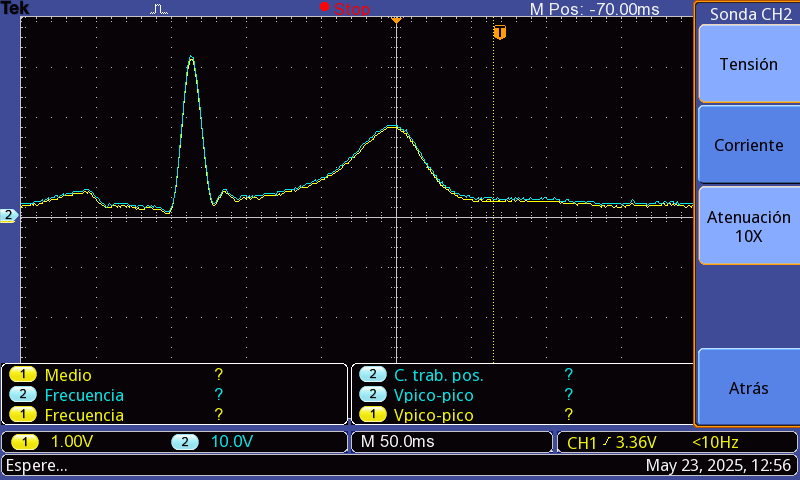 Tek Stop M Pos: -70.00ms
Sonda CH2
T
Tensión
Corriente
2
Atenuación
10X
Atrás
1 Medio ? 2 C. trab. pos. ?
2 Frecuencia ? 2 Vpico-pico ?
1 Frecuencia ? 1 Vpico-pico ?
1 1.00V 2 10.0V M 50.0ms CH1 3.36V <10Hz
Espere... May 23, 2025, 12:56